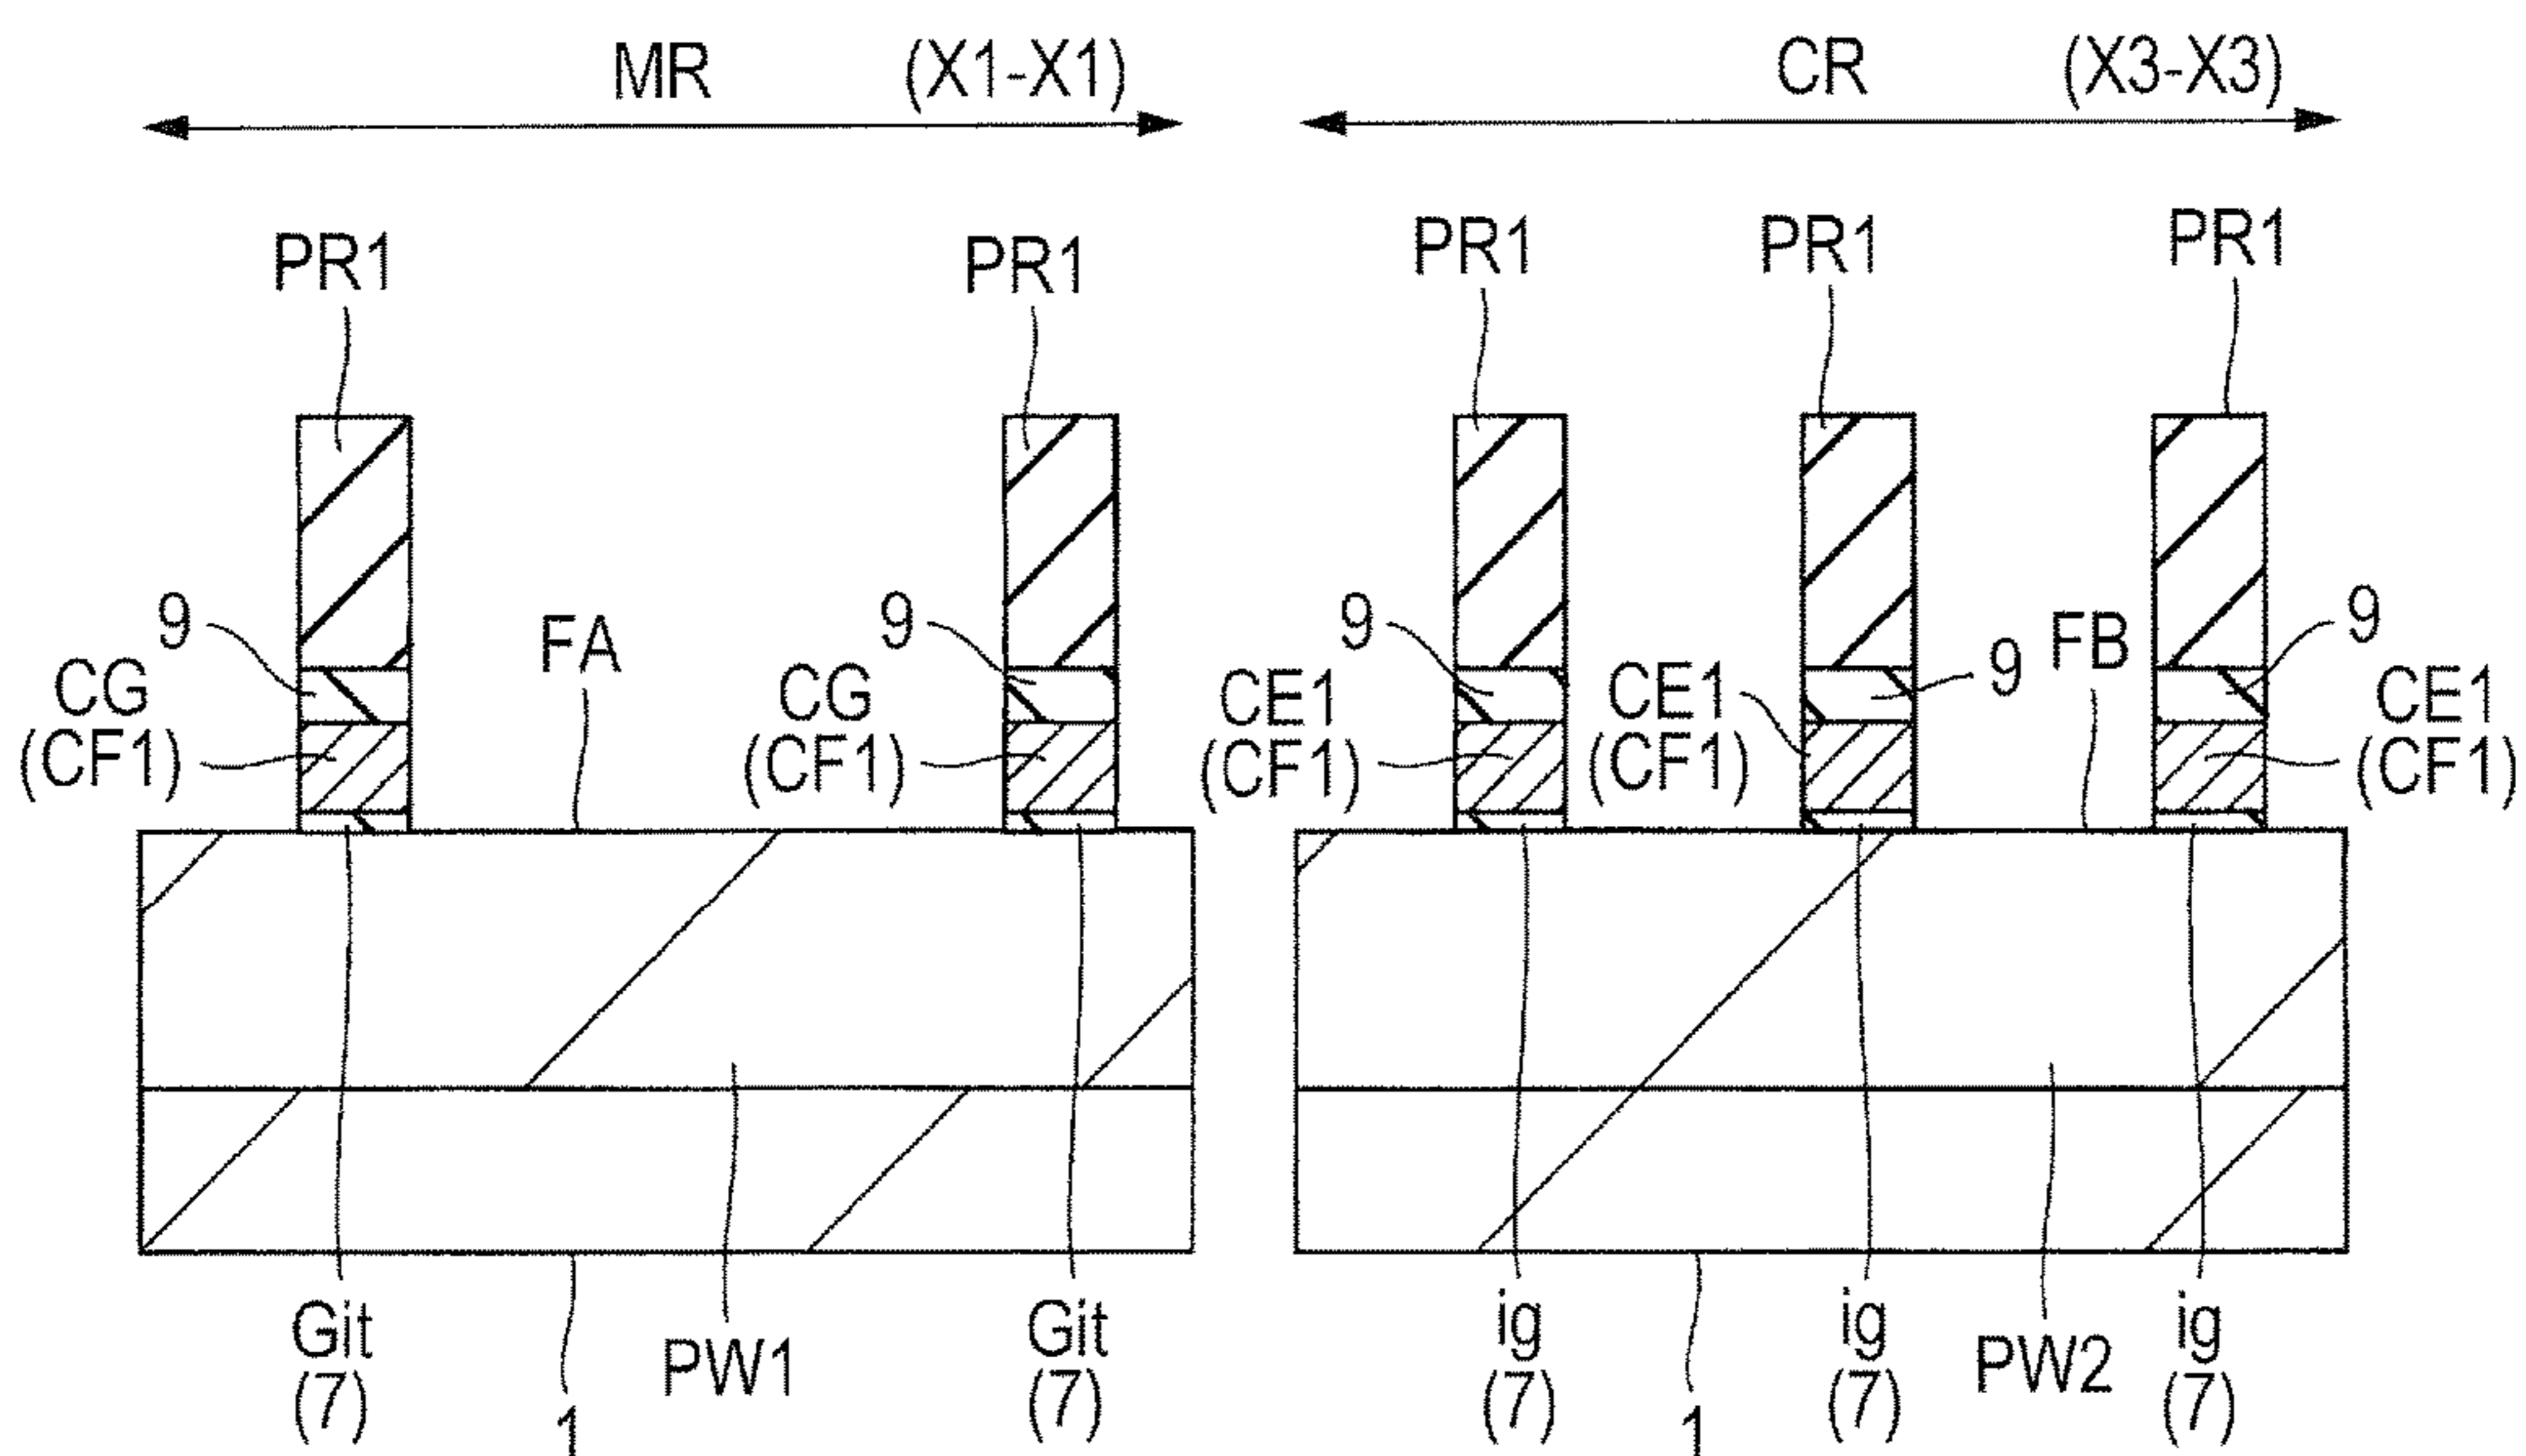 MR (X1-X1) CR (X3-X3)
PR1 PR1 PR1 PR1 PR1
9 FA 9 9 9 FB 9
CG CG CE1 CE1 CE1
(CF1) (CF1) (CF1) (CF1) (CF1)
Git PW1 Git ig ig PW2 ig
(7) (7) (7) (7) (7)
1 1